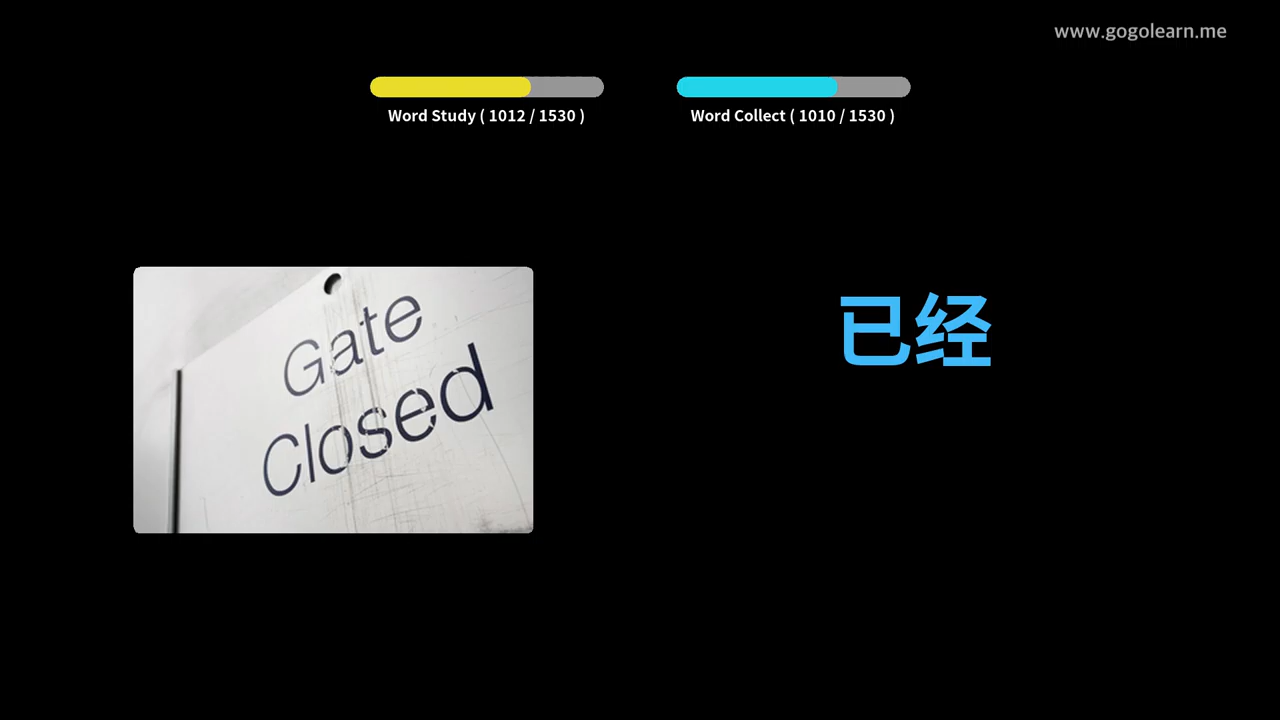 www.gogolearn.me
Word Study ( 1012 / 1530 )
Word Collect ( 1010 / 1530 )
Gate
Closed
已经